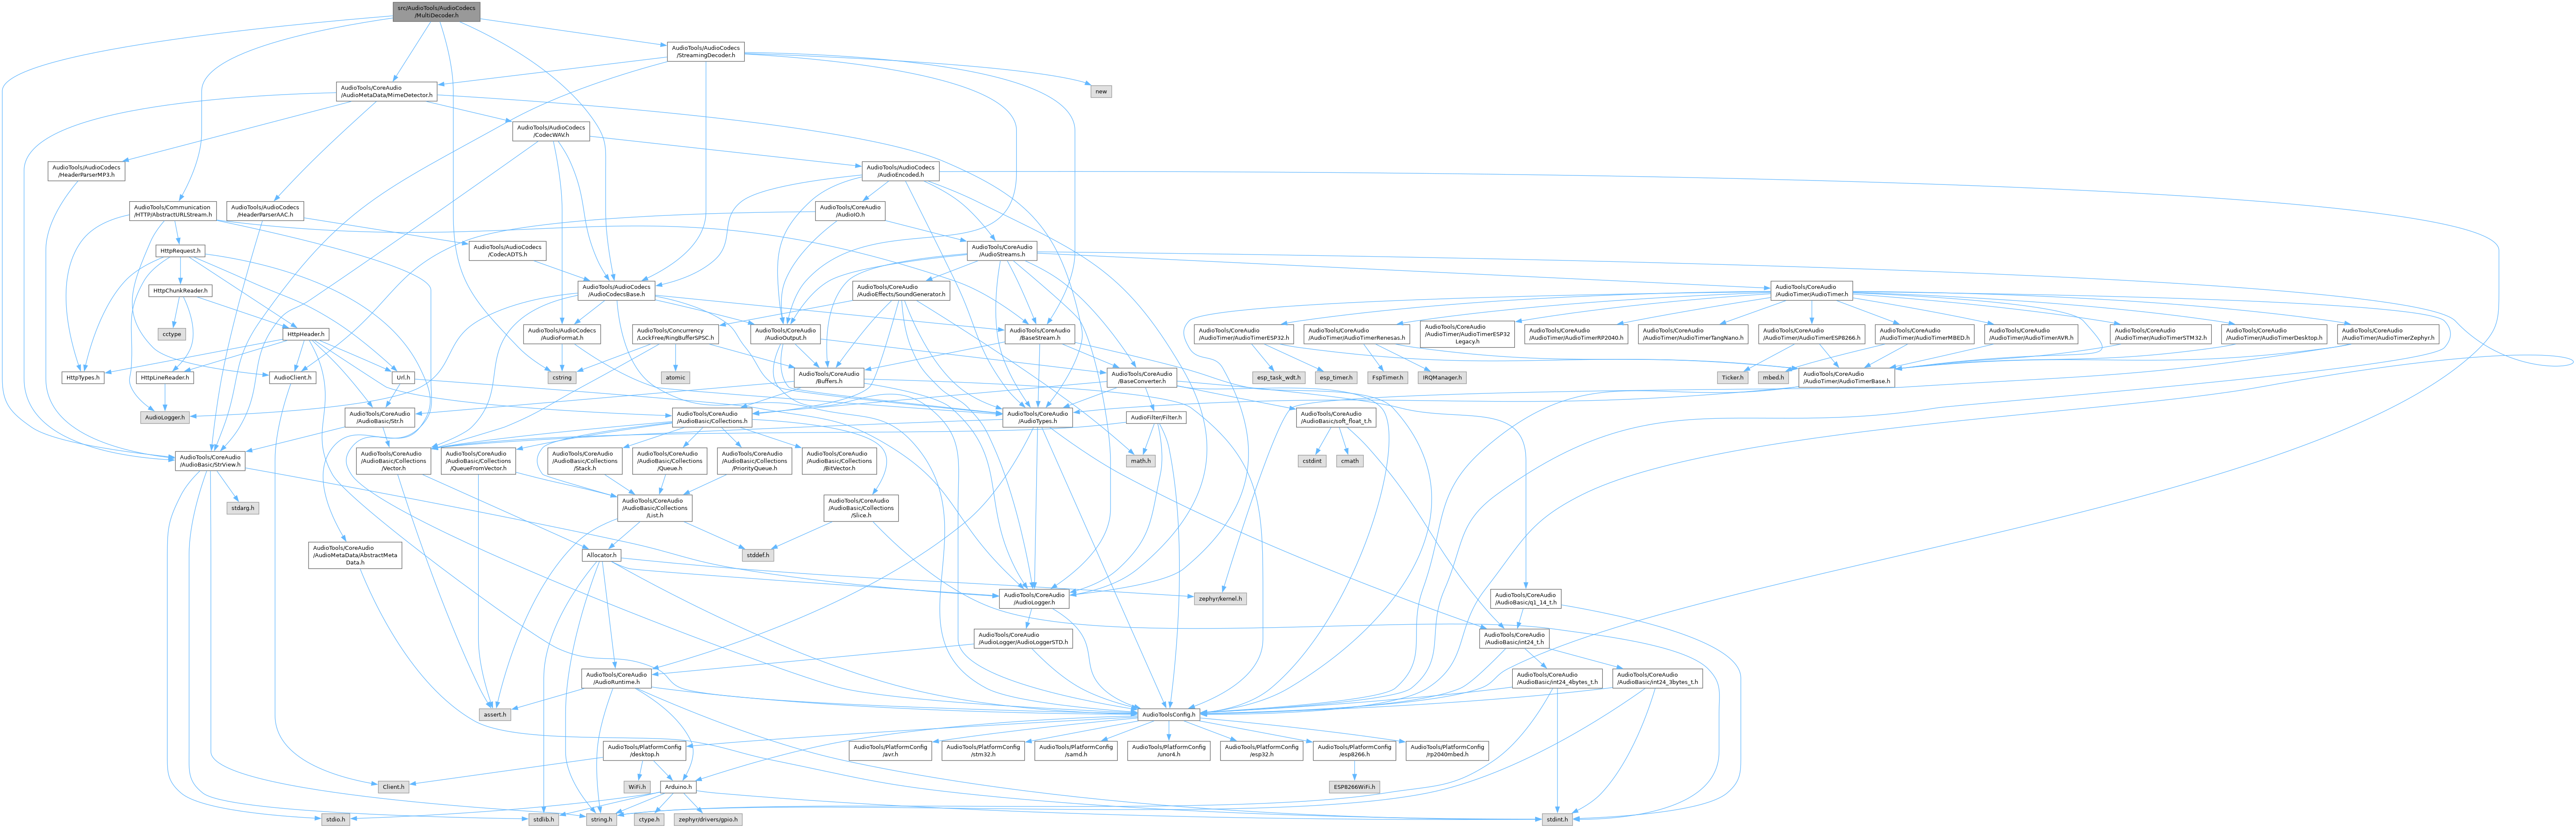 src/AudioTools/AudioCodecs
/MultiDecoder.h
AudioTools/AudioCodecs
/StreamingDecoder.h
AudioTools/CoreAudio
/AudioMetaData/MimeDetector.h
new
AudioTools/AudioCodecs
/CodecWAV.h
AudioTools/AudioCodecs
/HeaderParserMP3.h
AudioTools/AudioCodecs
/AudioEncoded.h
AudioTools/Communication
/HTTP/AbstractURLStream.h
AudioTools/AudioCodecs
/HeaderParserAAC.h
AudioTools/CoreAudio
/AudioIO.h
HttpRequest.h
AudioTools/AudioCodecs
/CodecADTS.h
AudioTools/CoreAudio
/AudioStreams.h
HttpChunkReader.h
AudioTools/AudioCodecs
/AudioCodecsBase.h
AudioTools/CoreAudio
/AudioEffects/SoundGenerator.h
AudioTools/CoreAudio
/AudioTimer/AudioTimer.h
cctype
HttpHeader.h
AudioTools/AudioCodecs
/AudioFormat.h
AudioTools/Concurrency
/LockFree/RingBufferSPSC.h
AudioTools/CoreAudio
/AudioOutput.h
AudioTools/CoreAudio
/BaseStream.h
AudioTools/CoreAudio
/AudioTimer/AudioTimerESP32.h
AudioTools/CoreAudio
/AudioTimer/AudioTimerRenesas.h
AudioTools/CoreAudio
/AudioTimer/AudioTimerESP32
Legacy.h
AudioTools/CoreAudio
/AudioTimer/AudioTimerRP2040.h
AudioTools/CoreAudio
/AudioTimer/AudioTimerTangNano.h
AudioTools/CoreAudio
/AudioTimer/AudioTimerESP8266.h
AudioTools/CoreAudio
/AudioTimer/AudioTimerMBED.h
AudioTools/CoreAudio
/AudioTimer/AudioTimerAVR.h
AudioTools/CoreAudio
/AudioTimer/AudioTimerSTM32.h
AudioTools/CoreAudio
/AudioTimer/AudioTimerDesktop.h
AudioTools/CoreAudio
/AudioTimer/AudioTimerZephyr.h
HttpTypes.h
HttpLineReader.h
AudioClient.h
Url.h
cstring
atomic
AudioTools/CoreAudio
/Buffers.h
AudioTools/CoreAudio
/BaseConverter.h
esp_task_wdt.h
esp_timer.h
FspTimer.h
IRQManager.h
Ticker.h
mbed.h
AudioTools/CoreAudio
/AudioTimer/AudioTimerBase.h
AudioLogger.h
AudioTools/CoreAudio
/AudioBasic/Str.h
AudioTools/CoreAudio
/AudioBasic/Collections.h
AudioTools/CoreAudio
/AudioTypes.h
AudioFilter/Filter.h
AudioTools/CoreAudio
/AudioBasic/soft_float_t.h
AudioTools/CoreAudio
/AudioBasic/StrView.h
AudioTools/CoreAudio
/AudioBasic/Collections
/Vector.h
AudioTools/CoreAudio
/AudioBasic/Collections
/QueueFromVector.h
AudioTools/CoreAudio
/AudioBasic/Collections
/Stack.h
AudioTools/CoreAudio
/AudioBasic/Collections
/Queue.h
AudioTools/CoreAudio
/AudioBasic/Collections
/PriorityQueue.h
AudioTools/CoreAudio
/AudioBasic/Collections
/BitVector.h
math.h
cstdint
cmath
stdarg.h
AudioTools/CoreAudio
/AudioBasic/Collections
/List.h
AudioTools/CoreAudio
/AudioBasic/Collections
/Slice.h
AudioTools/CoreAudio
/AudioMetaData/AbstractMeta
Data.h
Allocator.h
stddef.h
AudioTools/CoreAudio
/AudioLogger.h
zephyr/kernel.h
AudioTools/CoreAudio
/AudioBasic/q1_14_t.h
AudioTools/CoreAudio
/AudioLogger/AudioLoggerSTD.h
AudioTools/CoreAudio
/AudioBasic/int24_t.h
AudioTools/CoreAudio
/AudioRuntime.h
AudioTools/CoreAudio
/AudioBasic/int24_4bytes_t.h
AudioTools/CoreAudio
/AudioBasic/int24_3bytes_t.h
assert.h
AudioToolsConfig.h
AudioTools/PlatformConfig
/desktop.h
AudioTools/PlatformConfig
/avr.h
AudioTools/PlatformConfig
/stm32.h
AudioTools/PlatformConfig
/samd.h
AudioTools/PlatformConfig
/unor4.h
AudioTools/PlatformConfig
/esp32.h
AudioTools/PlatformConfig
/esp8266.h
AudioTools/PlatformConfig
/rp2040mbed.h
Client.h
WiFi.h
Arduino.h
ESP8266WiFi.h
stdio.h
stdlib.h
string.h
ctype.h
zephyr/drivers/gpio.h
stdint.h